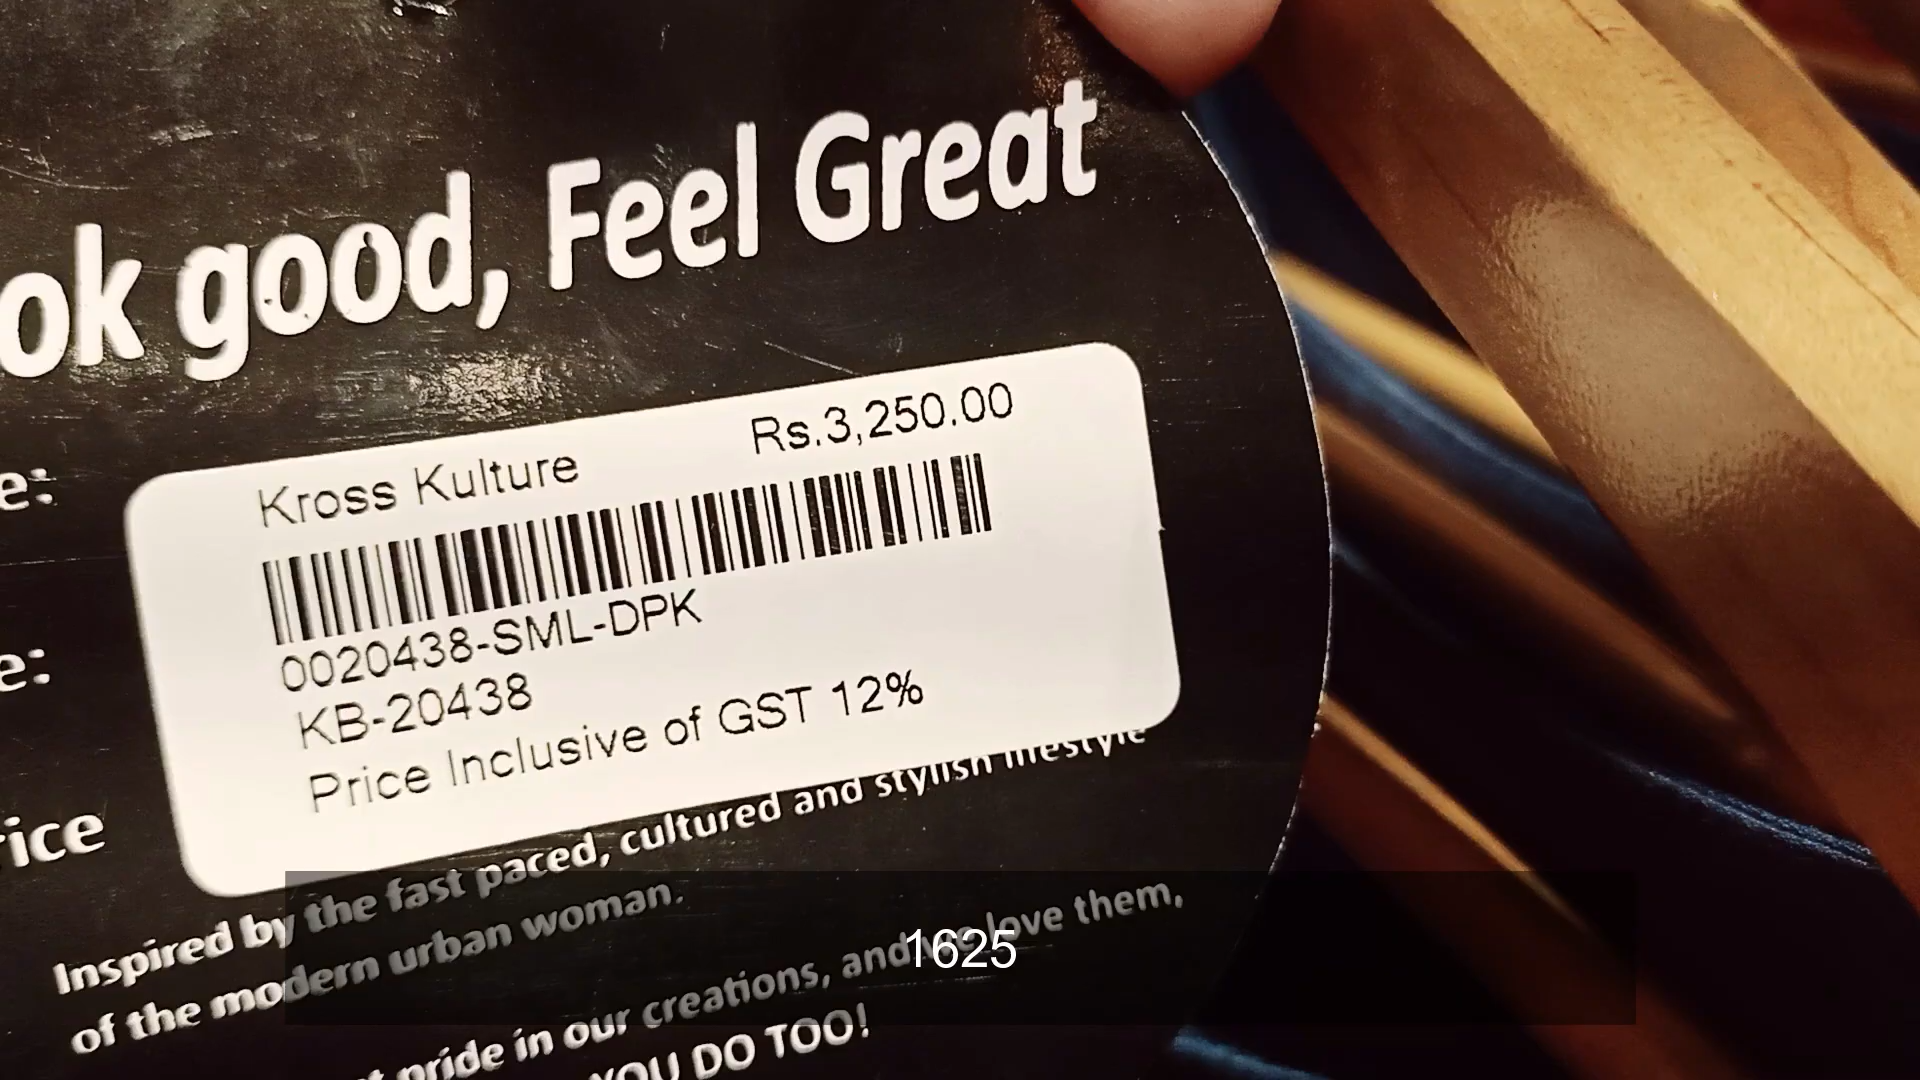 ok good, Feel Great
e:
Kross Kulture Rs.3,250.00
0020438-SML-DPK
e:
KB-20438
Price Inclusive of GST 12%
rice
Inspired by the fast paced, cultured and stylish lifestyle
of the modern urban woman.
pride in our creations, and we love them,
YOU DO TOO!
1625